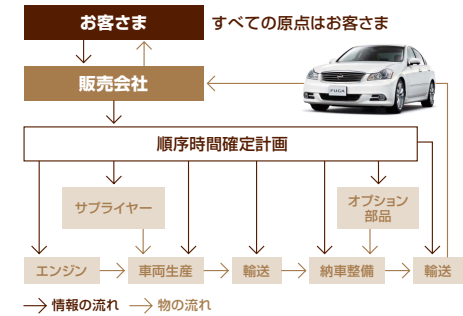 お客さま
すべての原点はお客さま
販売会社
FUGA
順序時間確定計画
サプライヤー
オプション
部品
エンジン
車両生産
輸送
納車整備
輸送
情報の流れ
物の流れ